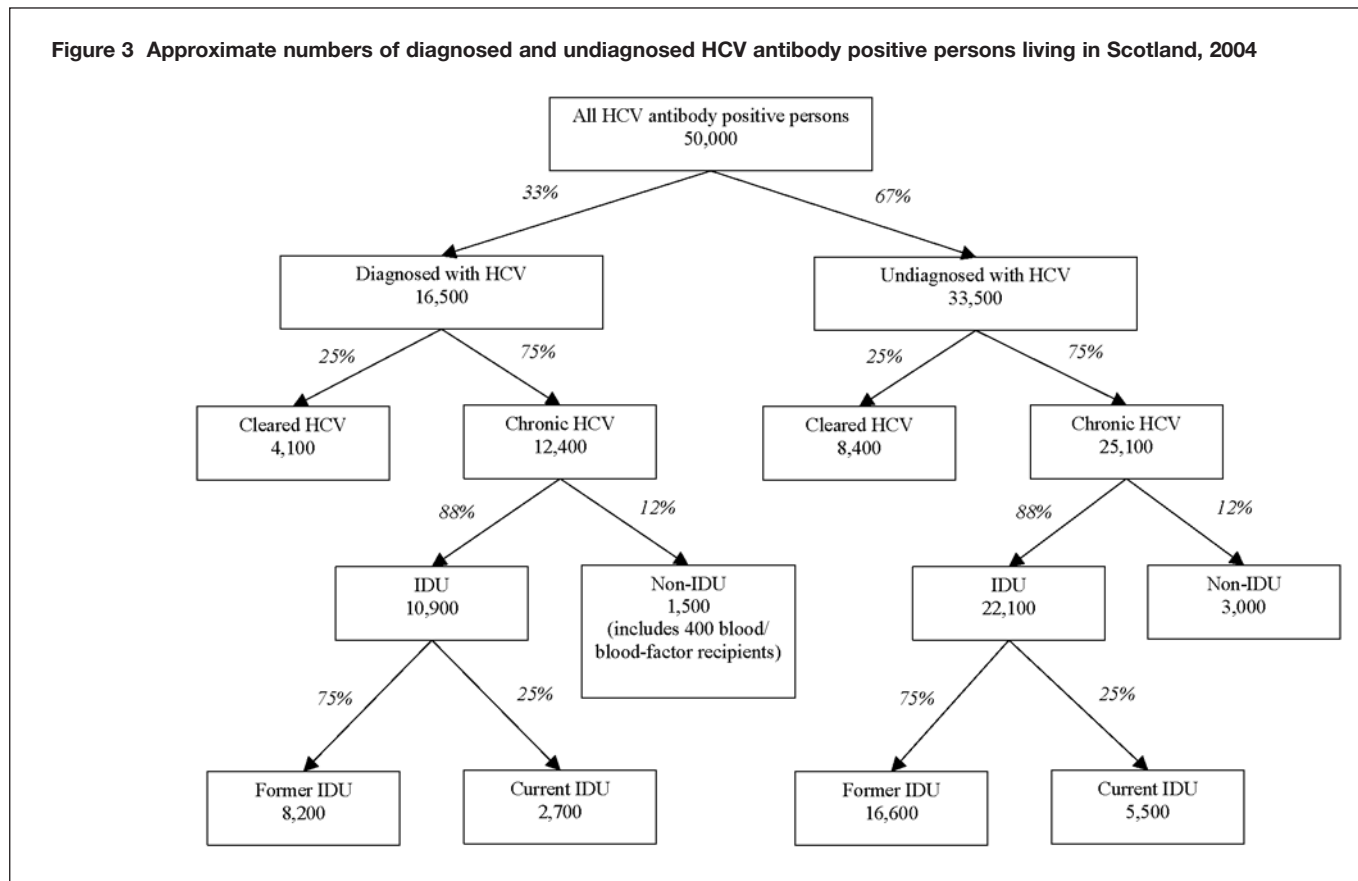 Figure 3 Approximate numbers of diagnosed and undiagnosed HCV antibody positive persons living in Scotland, 2004
All HCV antibody positive persons
50,000
33%
67%
Diagnosed with HCV
16,500
Undiagnosed with HCV
33,500
25%
75%
25%
75%
Cleared HCV
4,100
Chronic HCV
12,400
Cleared HCV
8,400
Chronic HCV
25,100
88%
12%
88%
12%
IDU
10,900
Non-IDU
1,500
(includes 400 blood/
blood-factor recipients)
IDU
22,100
Non-IDU
3,000
75%
25%
75%
25%
Former IDU
8,200
Current IDU
2,700
Former IDU
16,600
Current IDU
5,500